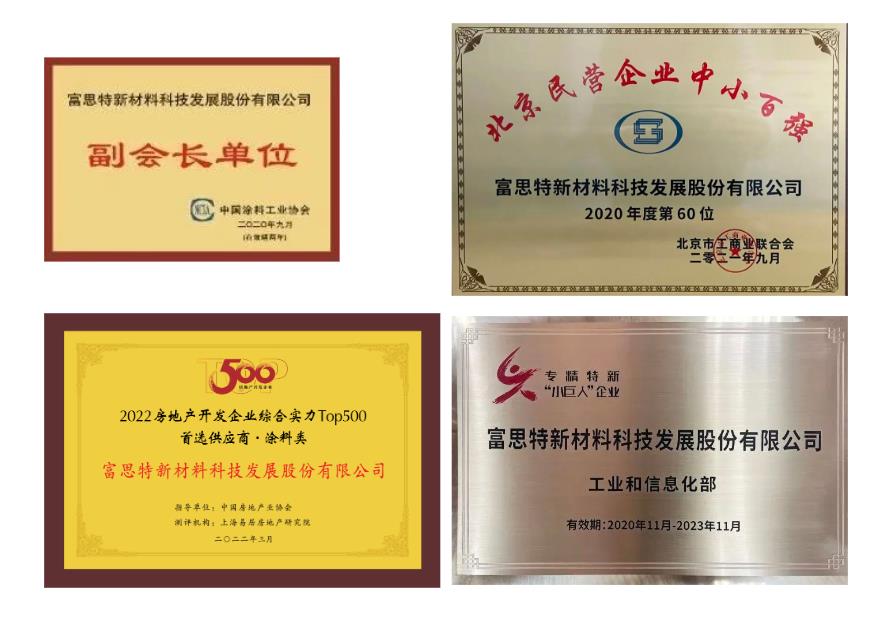 富思特新材料科技发展股份有限公司
副会长单位
中国涂料工业协会
二〇二〇年九月
(有效期两年)
北京民营企业中小百强
富思特新材料科技发展股份有限公司
2020年度第60位
北京市工商业联合会
二零二一年九月
TOP
500
2022房地产开发企业综合实力Top500
首选供应商·涂料类
富思特新材料科技发展股份有限公司
指导单位：中国房地产业协会
测评机构：上海易居房地产研究院
二〇二二年三月
专精特新
“小巨人”企业
富思特新材料科技发展股份有限公司
工业和信息化部
有效期:2020年11月-2023年11月